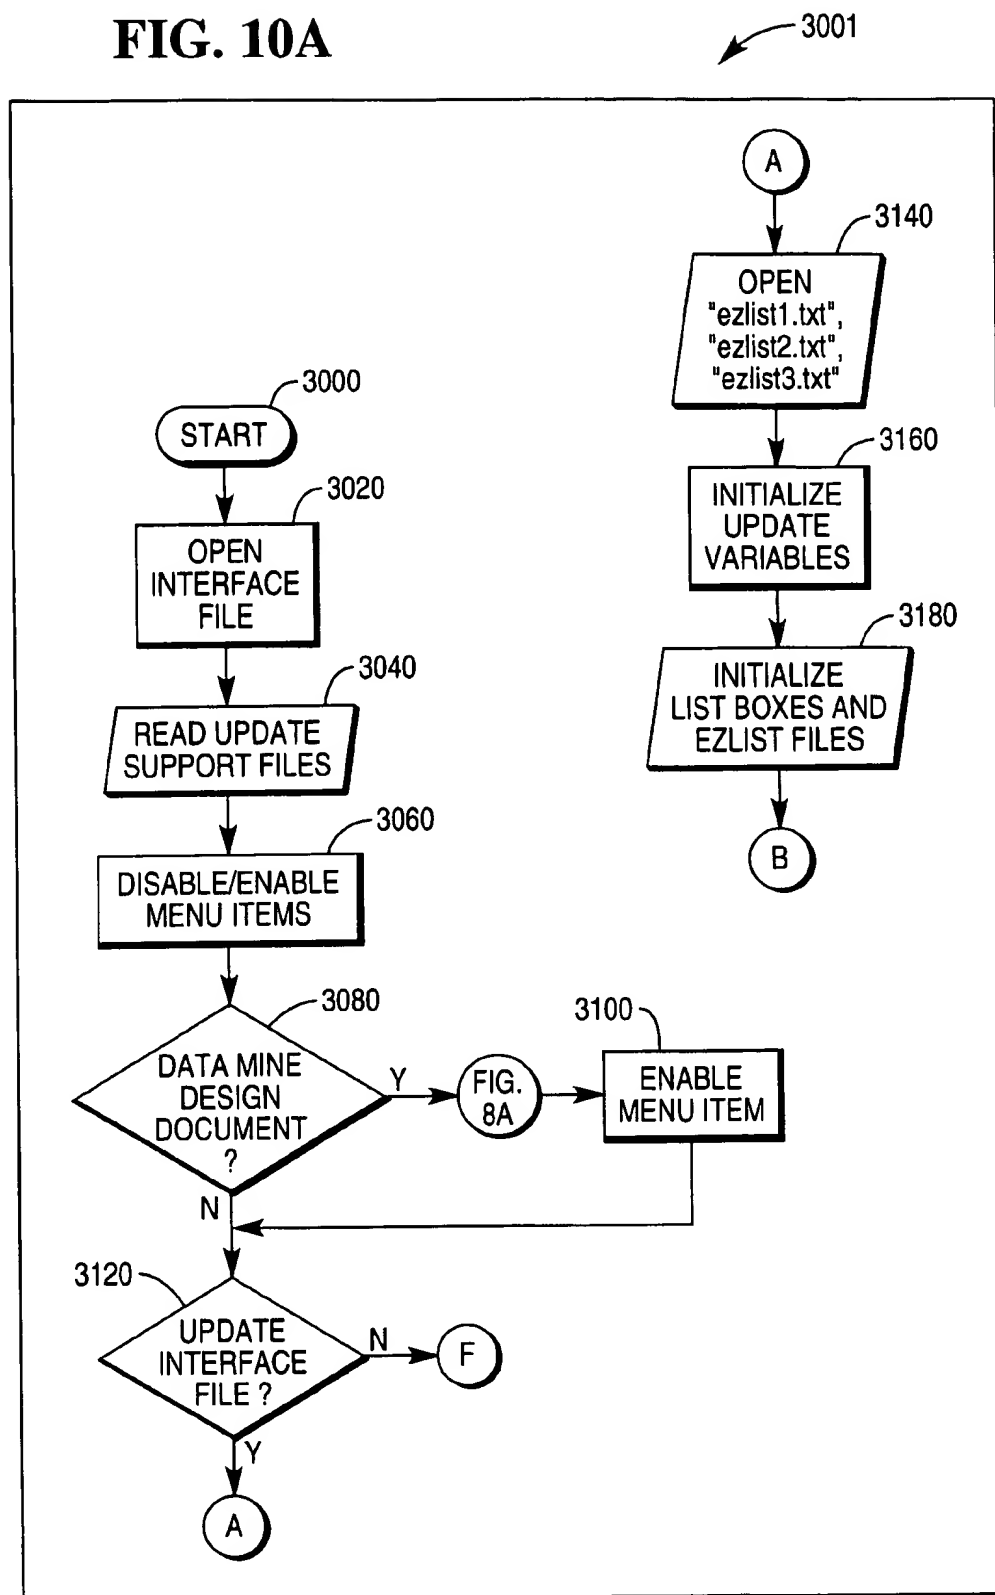 FIG. 10A
3001
3000
START
3020
OPEN
INTERFACE
FILE
3040
READ UPDATE
SUPPORT FILES
3060
DISABLE/ENABLE
MENU ITEMS
3080
DATA MINE
DESIGN
DOCUMENT
?
Y
FIG.
8A
3100
ENABLE
MENU ITEM
N
3120
UPDATE
INTERFACE
FILE ?
N
F
Y
A
A
3140
OPEN
"ezlist1.txt",
"ezlist2.txt",
"ezlist3.txt"
3160
INITIALIZE
UPDATE
VARIABLES
3180
INITIALIZE
LIST BOXES AND
EZLIST FILES
B